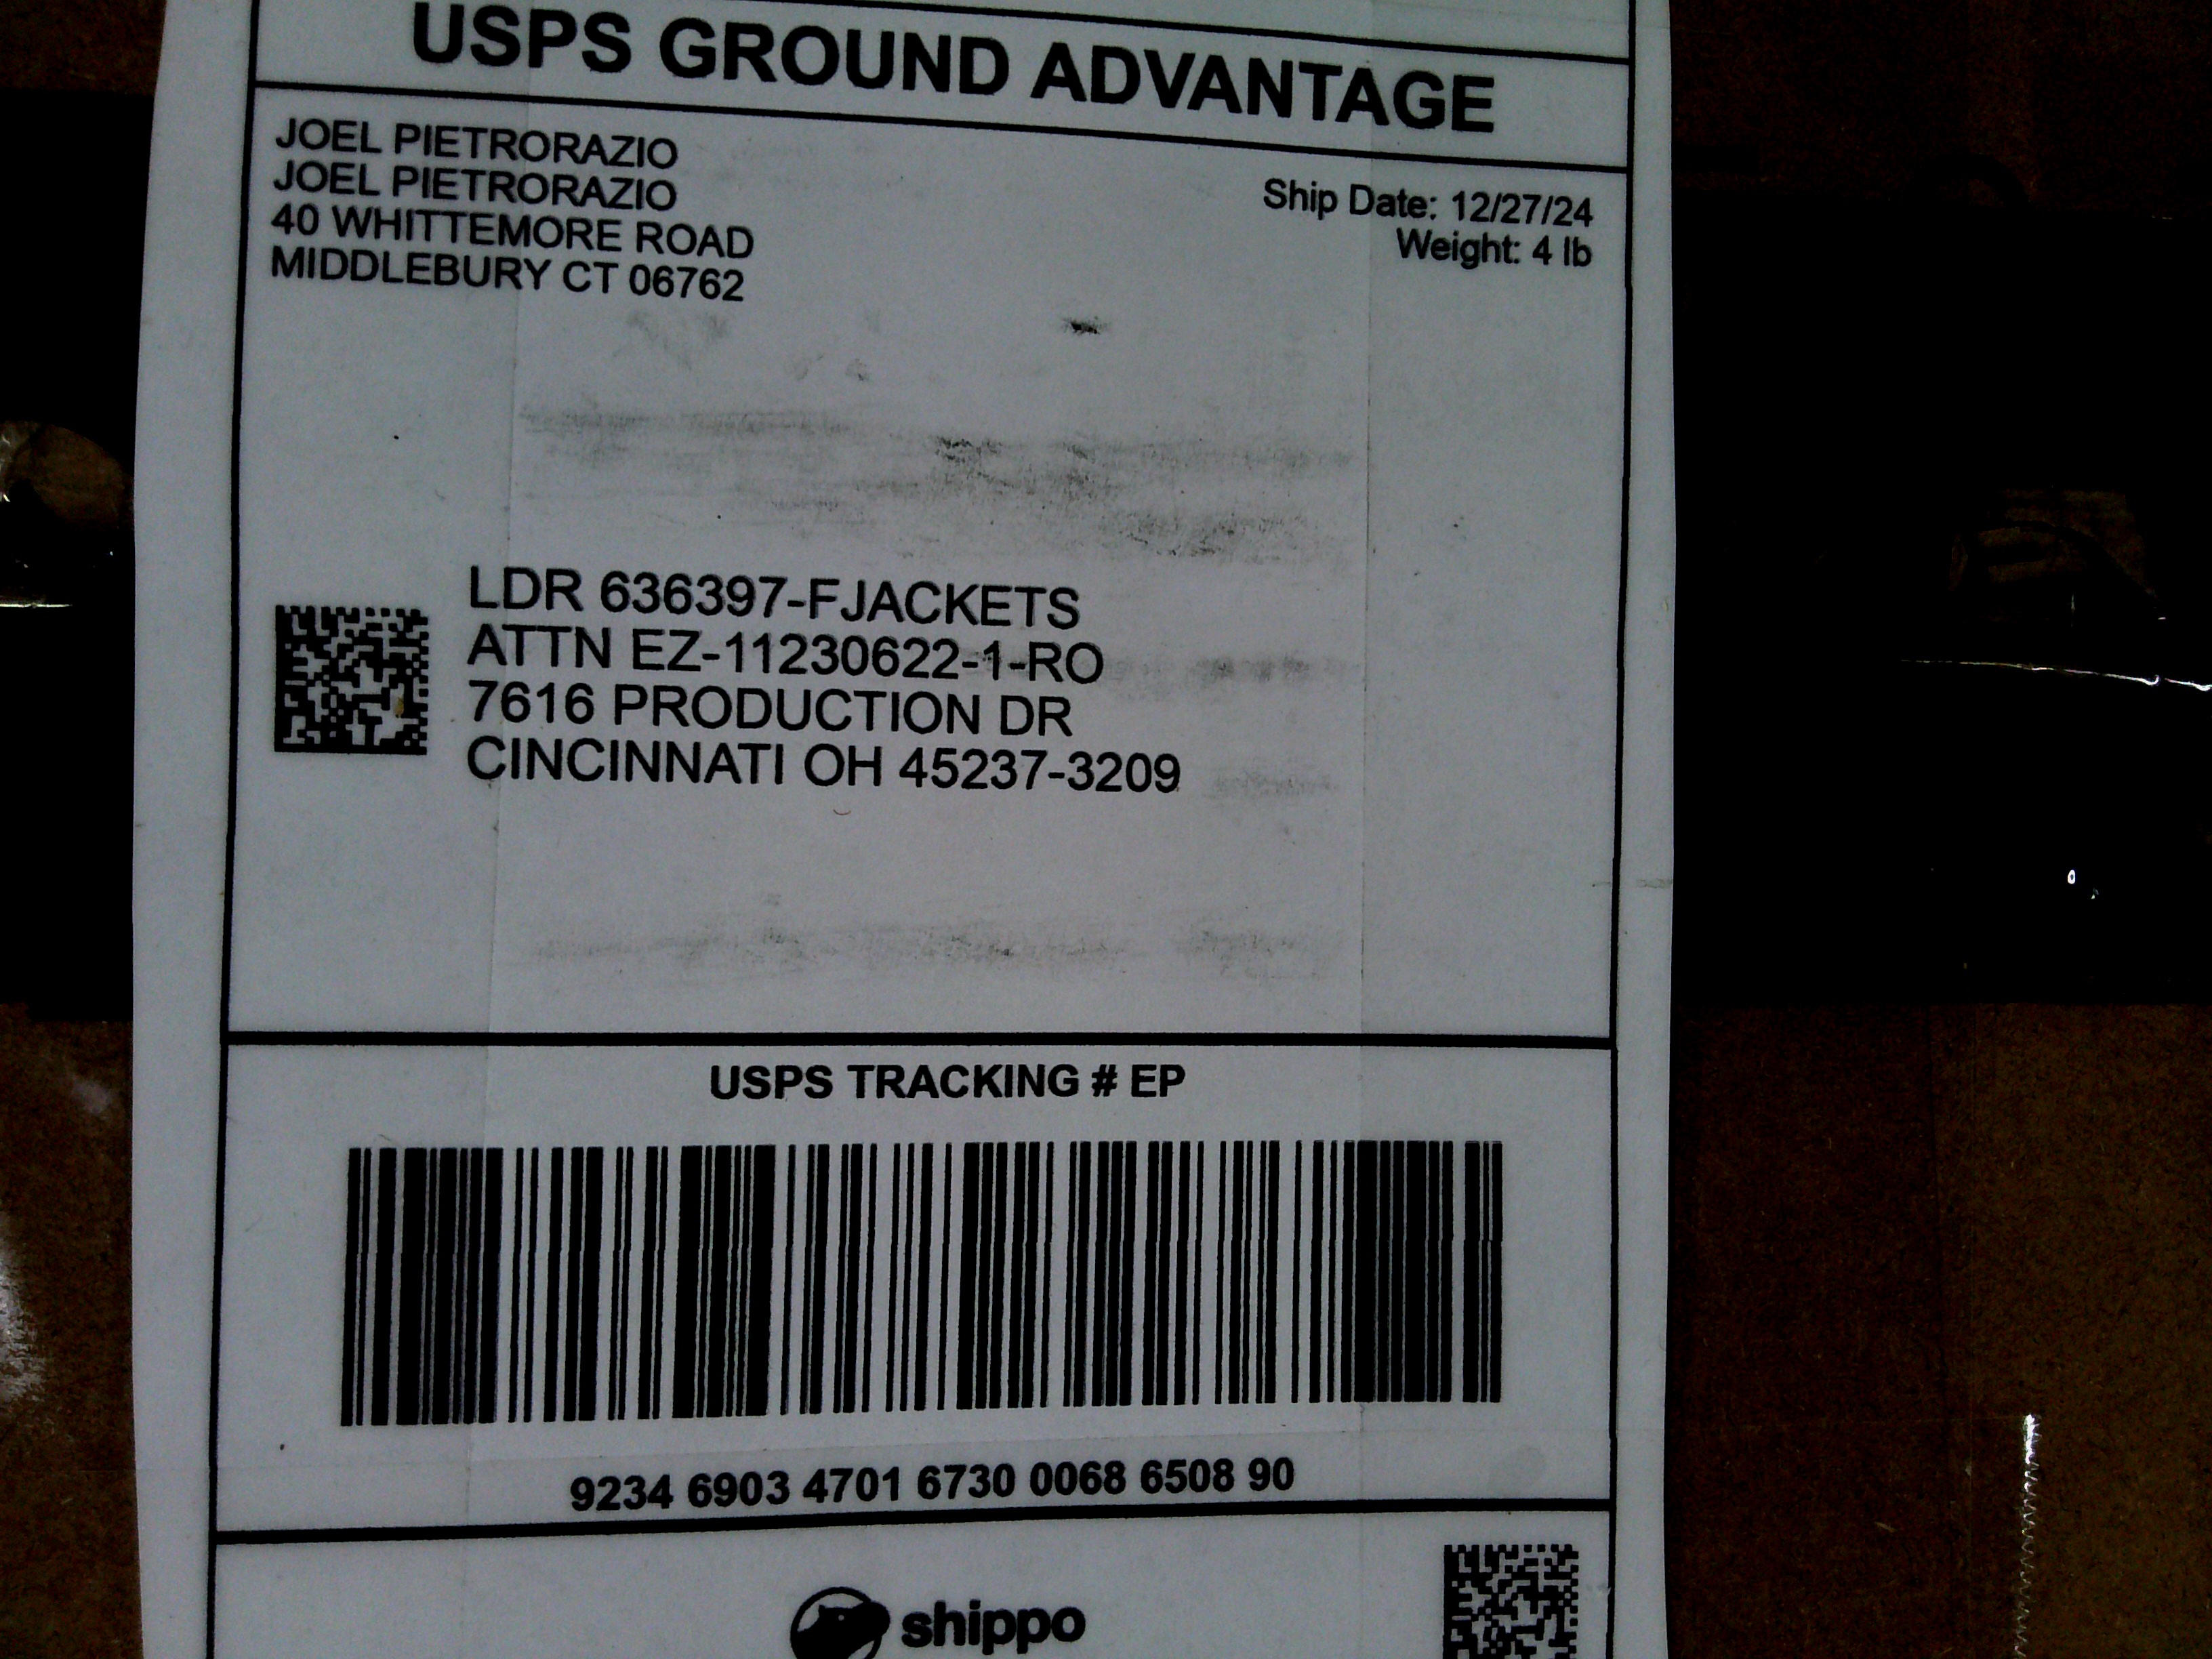 USPS GROUND ADVANTAGE
JOEL PIETRORAZIO
JOEL PIETRORAZIO
40 WHITTEMORE ROAD
MIDDLEBURY CT 06762
Ship Date: 12/27/24
Weight: 4 lb
LDR 636397-FJACKETS
ATTN EZ-11230622-1-RO
7616 PRODUCTION DR
CINCINNATI OH 45237-3209
USPS TRACKING # EP
9234 6903 4701 6730 0068 6508 90
shippo